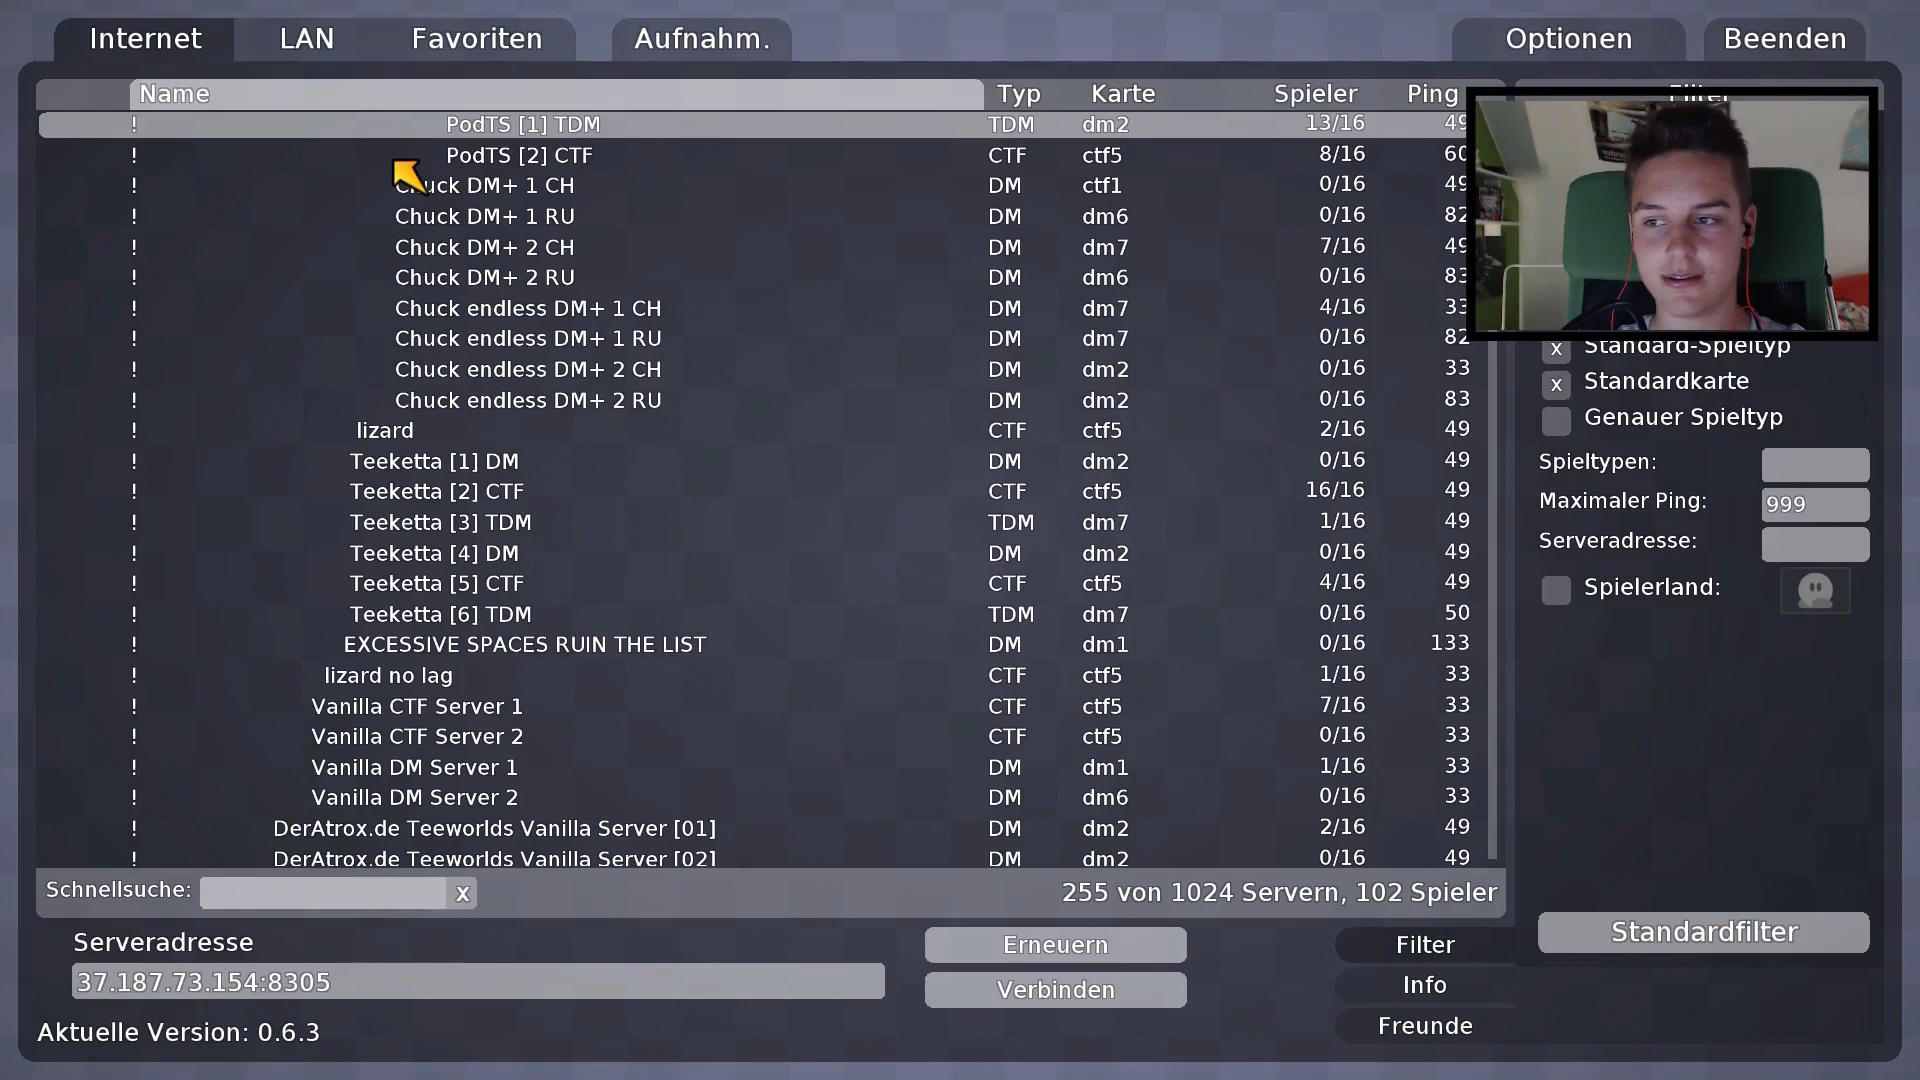 Internet LAN Favoriten Aufnahm. Optionen Beenden
Name Typ Karte Spieler Ping Filter
! PodTS [1] TDM TDM dm2 13/16 49
! PodTS [2] CTF CTF ctf5 8/16 60
! Chuck DM+ 1 CH DM ctf1 0/16 49
! Chuck DM+ 1 RU DM dm6 0/16 82
! Chuck DM+ 2 CH DM dm7 7/16 49
! Chuck DM+ 2 RU DM dm6 0/16 83
! Chuck endless DM+ 1 CH DM dm7 4/16 33
! Chuck endless DM+ 1 RU DM dm7 0/16 82
! Chuck endless DM+ 2 CH DM dm2 0/16 33
! Chuck endless DM+ 2 RU DM dm2 0/16 83
! lizard CTF ctf5 2/16 49
! Teeketta [1] DM DM dm2 0/16 49
! Teeketta [2] CTF CTF ctf5 16/16 49
! Teeketta [3] TDM TDM dm7 1/16 49
! Teeketta [4] DM DM dm2 0/16 49
! Teeketta [5] CTF CTF ctf5 4/16 49
! Teeketta [6] TDM TDM dm7 0/16 50
! EXCESSIVE SPACES RUIN THE LIST DM dm1 0/16 133
! lizard no lag CTF ctf5 1/16 33
! Vanilla CTF Server 1 CTF ctf5 7/16 33
! Vanilla CTF Server 2 CTF ctf5 0/16 33
! Vanilla DM Server 1 DM dm1 1/16 33
! Vanilla DM Server 2 DM dm6 0/16 33
! DerAtrox.de Teeworlds Vanilla Server [01] DM dm2 2/16 49
! DerAtrox.de Teeworlds Vanilla Server [02] DM dm2 0/16 49
x Standard-Spieltyp
x Standardkarte
Genauer Spieltyp
Spieltypen:
Maximaler Ping: 999
Serveradresse:
Spielerland:
Standardfilter
Schnellsuche: x 255 von 1024 Servern, 102 Spieler
Serveradresse
37.187.73.154:8305
Erneuern
Verbinden
Filter
Info
Freunde
Aktuelle Version: 0.6.3